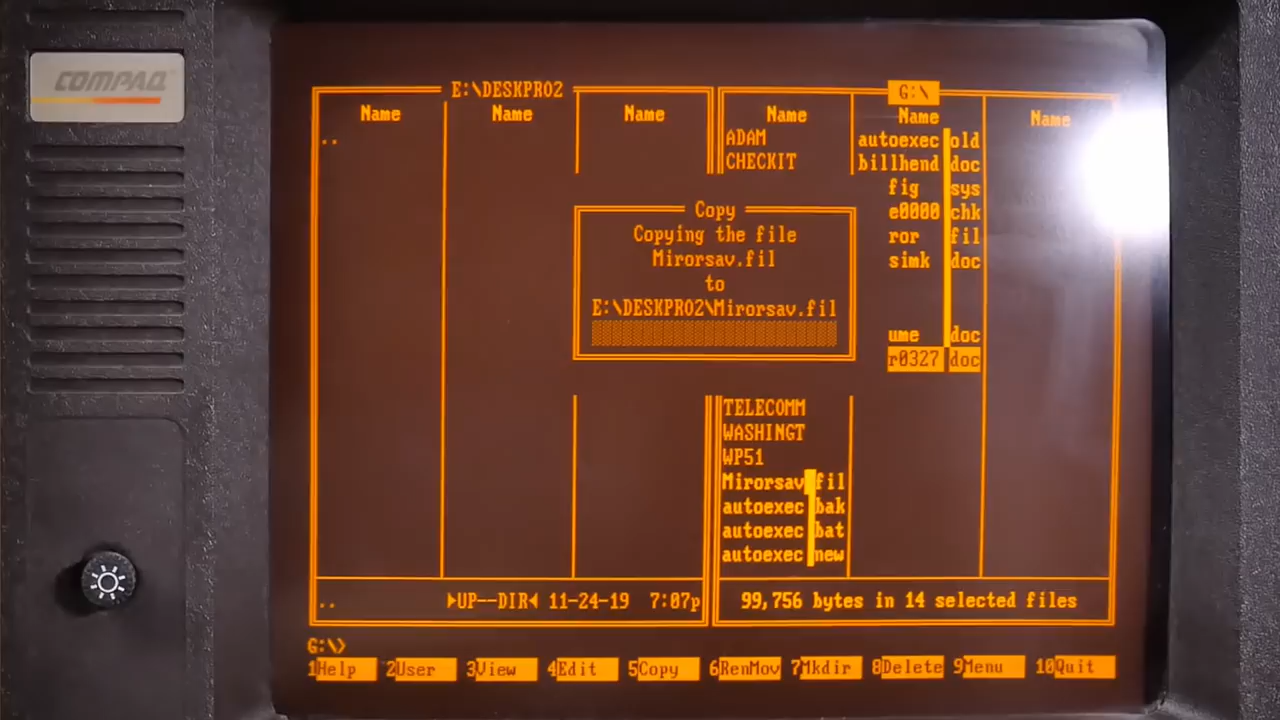 COMPAQ
E:\DESKPRO2
G:\
Name Name Name Name Name Name
.. ADAM autoexec old
CHECKIT billhend doc
fig sys
Copy e0000 chk
Copying the file ror fil
Mirorsav.fil simk doc
to
E:\DESKPRO2\Mirorsav.fil
ume doc
r0327 doc
TELECOMM
WASHINGT
WP51
Mirorsav fil
autoexec bak
autoexec bat
autoexec new
.. ►UP--DIR◄ 11-24-19 7:07p 99,756 bytes in 14 selected files
G:\>
1Help 2User 3View 4Edit 5Copy 6RenMov 7Mkdir 8Delete 9Menu 10Quit